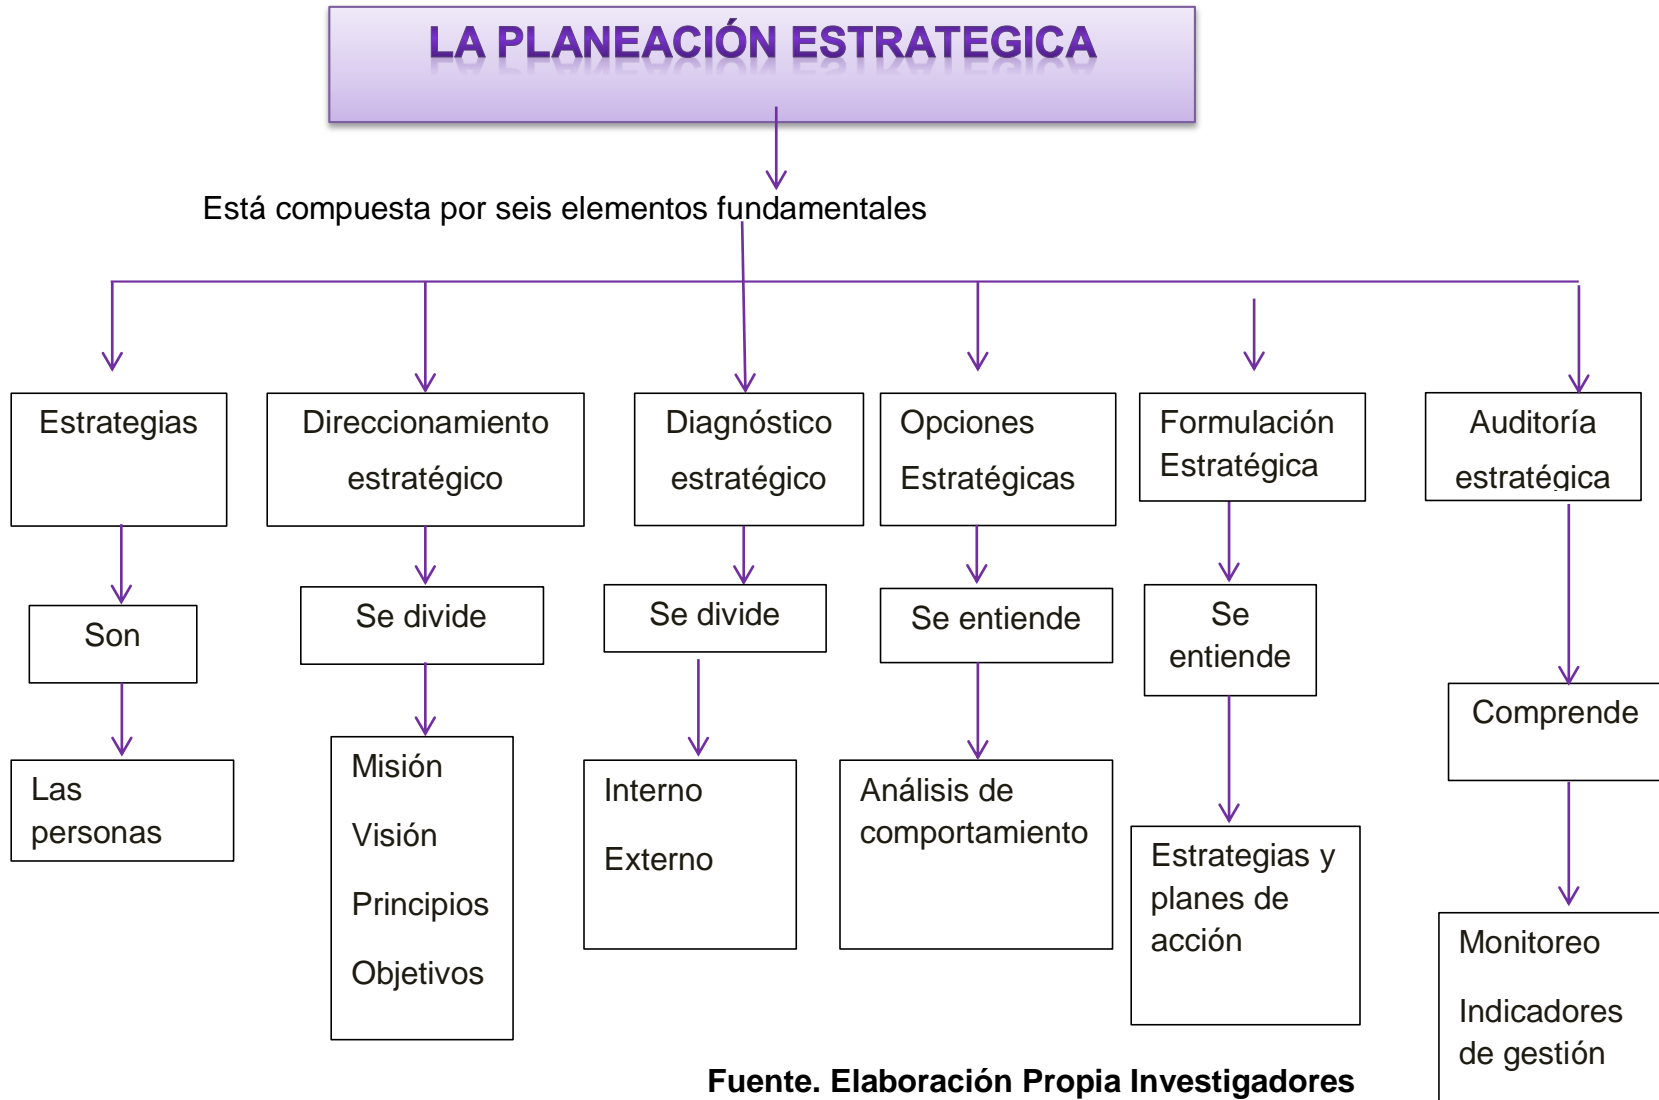 LA PLANEACIÓN ESTRATEGICA
Está compuesta por seis elementos fundamentales
Estrategias
Direccionamiento
estratégico
Diagnóstico
estratégico
Opciones
Estratégicas
Formulación
Estratégica
Auditoría
estratégica
Son
Se divide
Se divide
Se entiende
Se
entiende
Comprende
Las
personas
Misión
Visión
Principios
Objetivos
Interno
Externo
Análisis de
comportamiento
Estrategias y
planes de
acción
Monitoreo
Indicadores
de gestión
Fuente. Elaboración Propia Investigadores